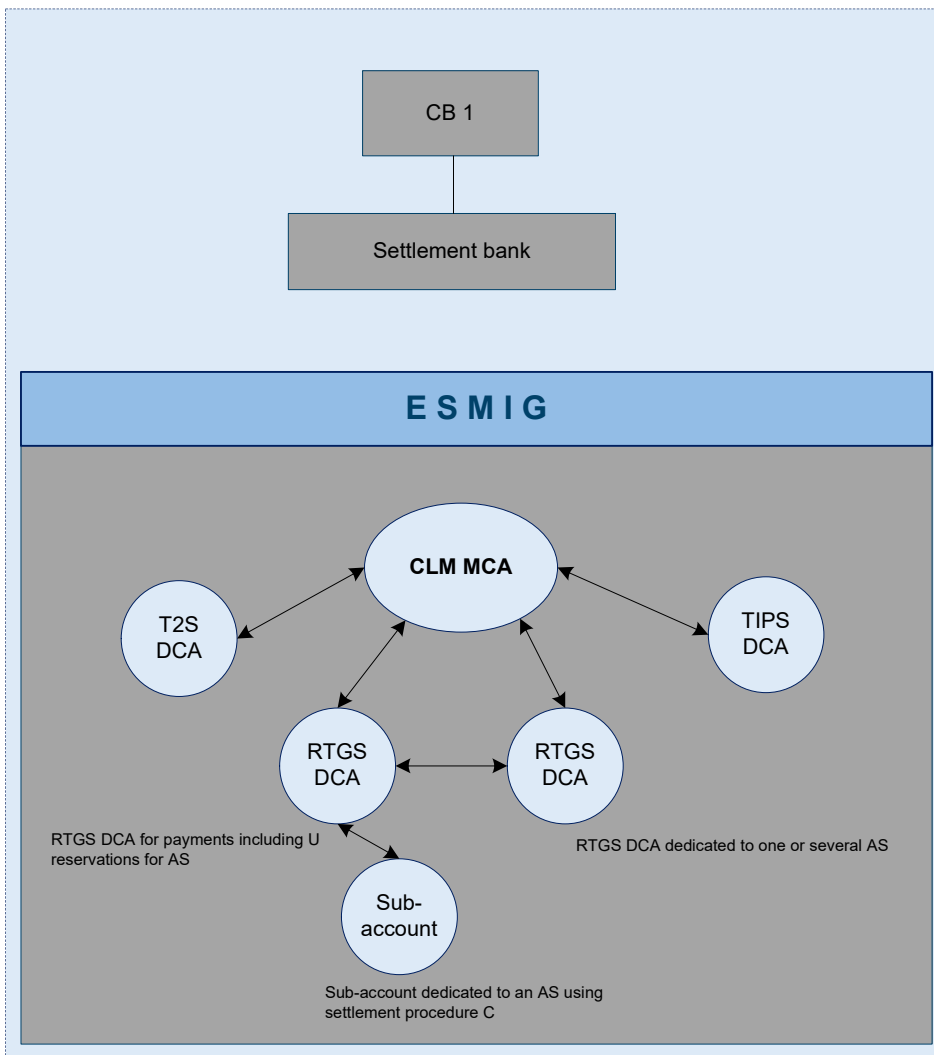 CB 1
Settlement bank
E S M I G
CLM MCA
T2S
DCA
TIPS
DCA
RTGS
DCA
RTGS
DCA
RTGS DCA for payments including U
reservations for AS
RTGS DCA dedicated to one or several AS
Sub-
account
Sub-account dedicated to an AS using
settlement procedure C